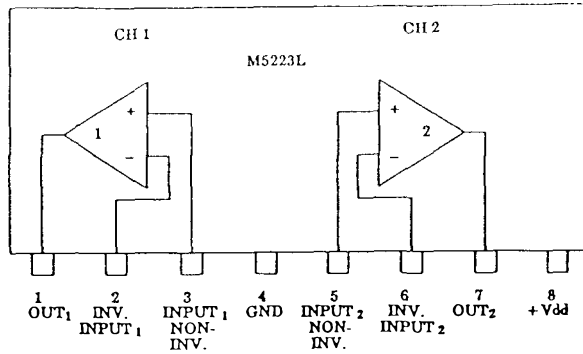 CH 1
CH 2
M5223L
+
1
−
+
2
−
1
OUT1
2
INV.
INPUT1
3
INPUT1
NON-
INV.
4
GND
5
INPUT2
NON-
INV.
6
INV.
INPUT2
7
OUT2
8
+Vdd